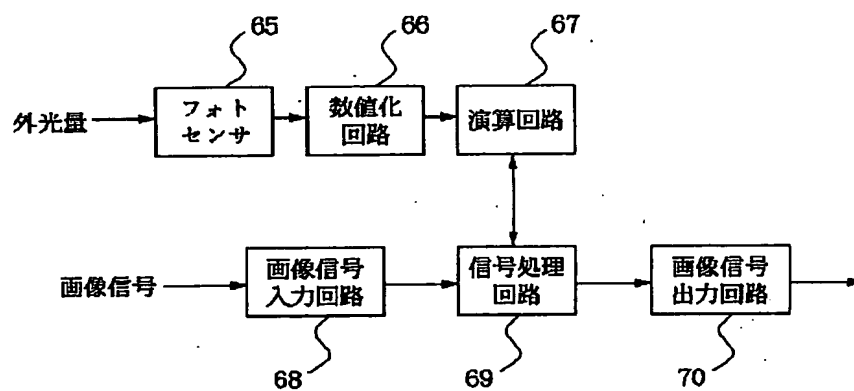 65
66
67
外光量
フォト
センサ
数値化
回路
演算回路
画像信号
画像信号
入力回路
信号処理
回路
画像信号
出力回路
68
69
70